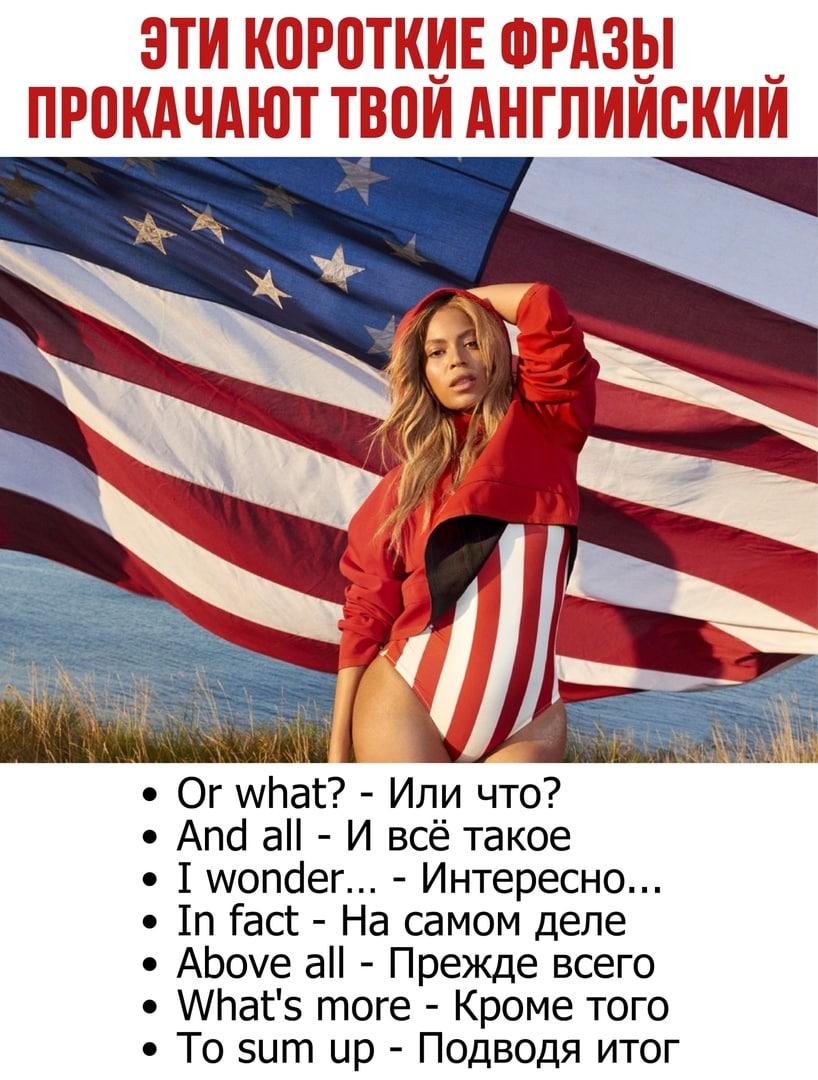 ЭТИ КОРОТКИЕ ФРАЗЫ
ПРОКАЧАЮТ ТВОЙ АНГЛИЙСКИЙ
• Or what? - Или что?
• And all - И всё такое
• I wonder... - Интересно...
• In fact - На самом деле
• Above all - Прежде всего
• What's more - Кроме того
• To sum up - Подводя итог